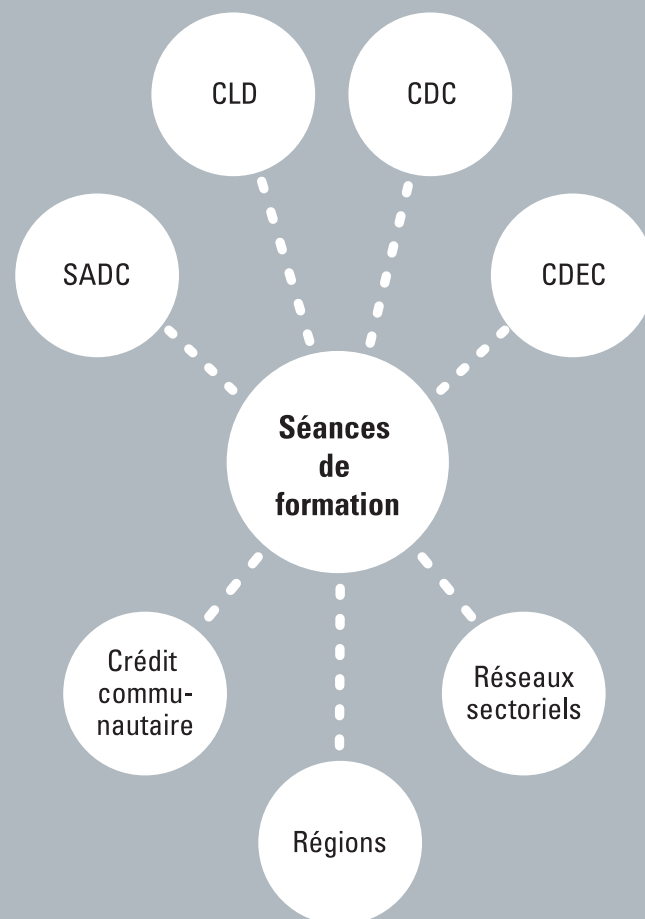 CLD
CDC
SADC
CDEC
Séances
de
formation
Crédit
commu-
nautaire
Réseaux
sectoriels
Régions